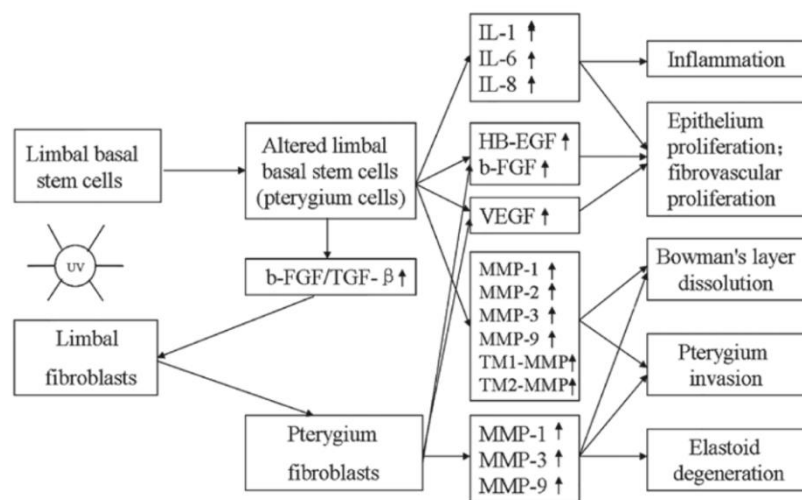 Limbal basal
stem cells
UV
Limbal
fibroblasts
Altered limbal
basal stem cells
(pterygium cells)
b-FGF/TGF-β↑
Pterygium
fibroblasts
IL-1 ↑
IL-6 ↑
IL-8 ↑
HB-EGF ↑
b-FGF ↑
VEGF ↑
MMP-1 ↑
MMP-2 ↑
MMP-3 ↑
MMP-9 ↑
TM1-MMP↑
TM2-MMP↑
MMP-1 ↑
MMP-3 ↑
MMP-9 ↑
Inflammation
Epithelium
proliferation;
fibrovascular
proliferation
Bowman's layer
dissolution
Pterygium
invasion
Elastoid
degeneration